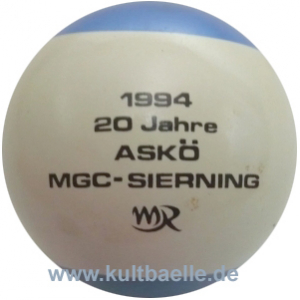 1994
20 Jahre
ASKÖ
MGC-SIERNING
MR
www.kultbaelle.de